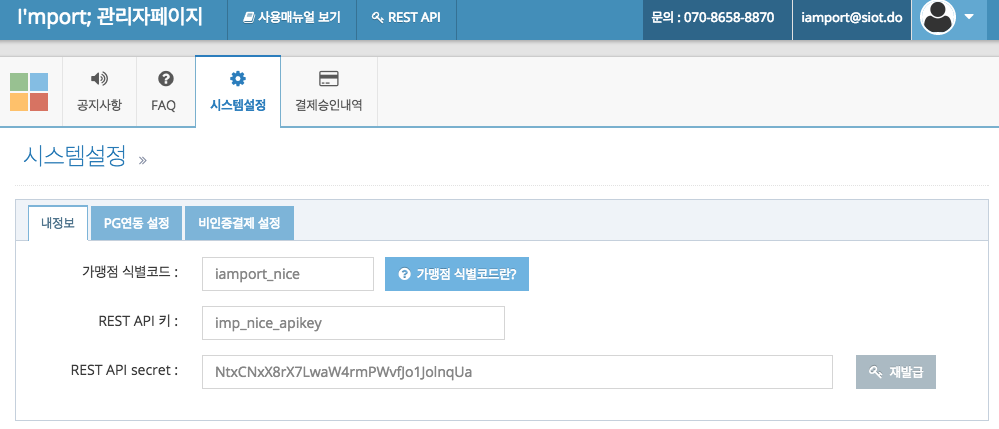 I'mport; 관리자페이지
사용매뉴얼 보기
REST API
문의 : 070-8658-8870
iamport@siot.do
공지사항
FAQ
시스템설정
결제승인내역
시스템설정 »
내정보
PG연동 설정
비인증결제 설정
가맹점 식별코드 :
iamport_nice
가맹점 식별코드란?
REST API 키 :
imp_nice_apikey
REST API secret :
NtxCNxX8rX7LwaW4rmPWvfJo1JolnqUa
재발급